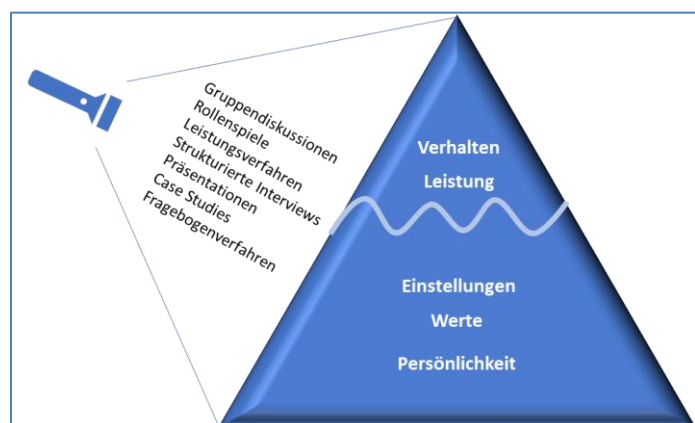 Gruppendiskussionen
Rollenspiele
Leistungsverfahren
Strukturierte Interviews
Präsentationen
Case Studies
Fragebogenverfahren
Verhalten
Leistung
Einstellungen
Werte
Persönlichkeit